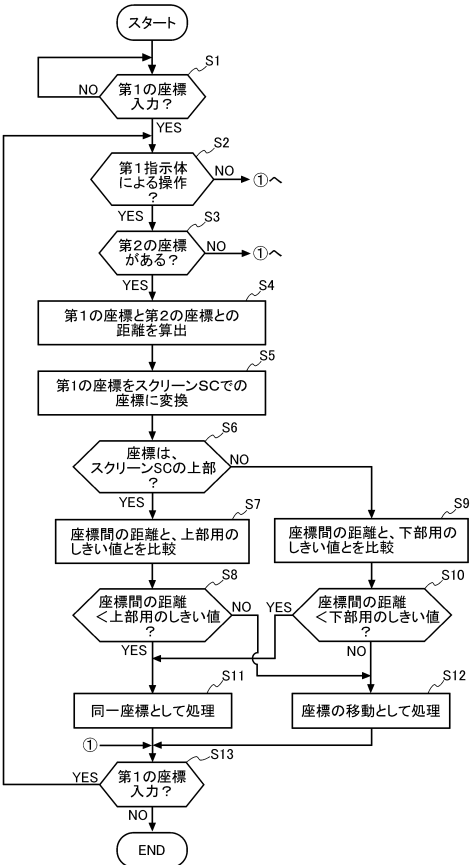 スタート
S1
第1の座標
入力？
NO
YES
S2
第1指示体
による操作
？
NO
①へ
YES
S3
第2の座標
がある？
NO
①へ
YES
S4
第1の座標と第2の座標との
距離を算出
S5
第1の座標をスクリーンSCでの
座標に変換
S6
座標は、
スクリーンSCの上部
？
NO
YES
S7
座標間の距離と、上部用の
しきい値とを比較
S9
座標間の距離と、下部用の
しきい値とを比較
S8
座標間の距離
＜上部用のしきい値
？
NO
YES
S10
座標間の距離
＜下部用のしきい値
？
YES
NO
S11
同一座標として処理
S12
座標の移動として処理
①
S13
第1の座標
入力？
YES
NO
END